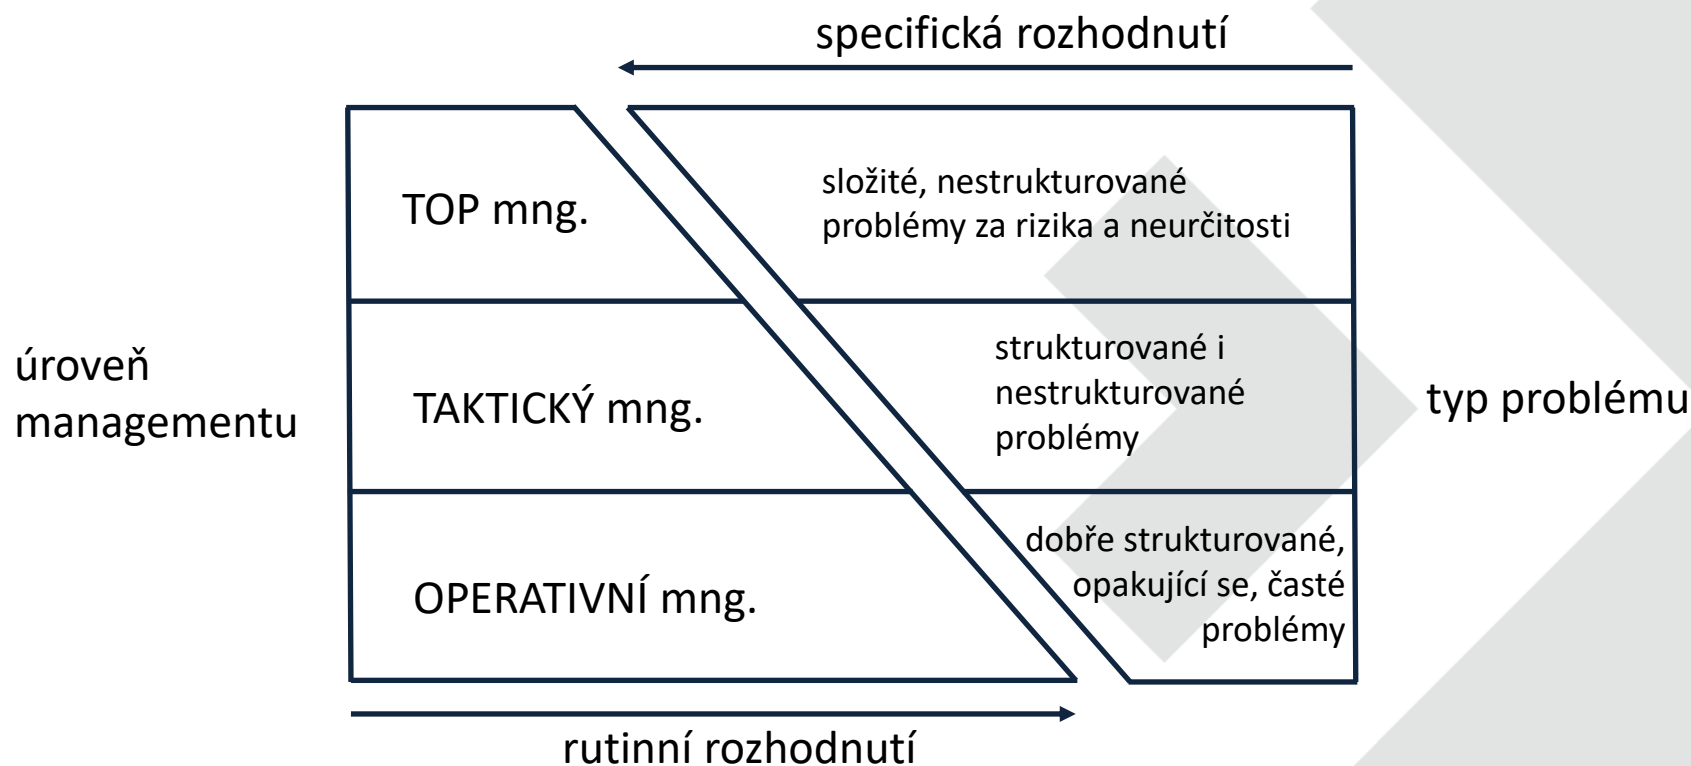 specifická rozhodnutí
TOP mng.
složité, nestrukturované
problémy za rizika a neurčitosti
úroveň
managementu
TAKTICKÝ mng.
strukturované i
nestrukturované
problémy
typ problému
OPERATIVNÍ mng.
dobře strukturované,
opakující se, časté
problémy
rutinní rozhodnutí